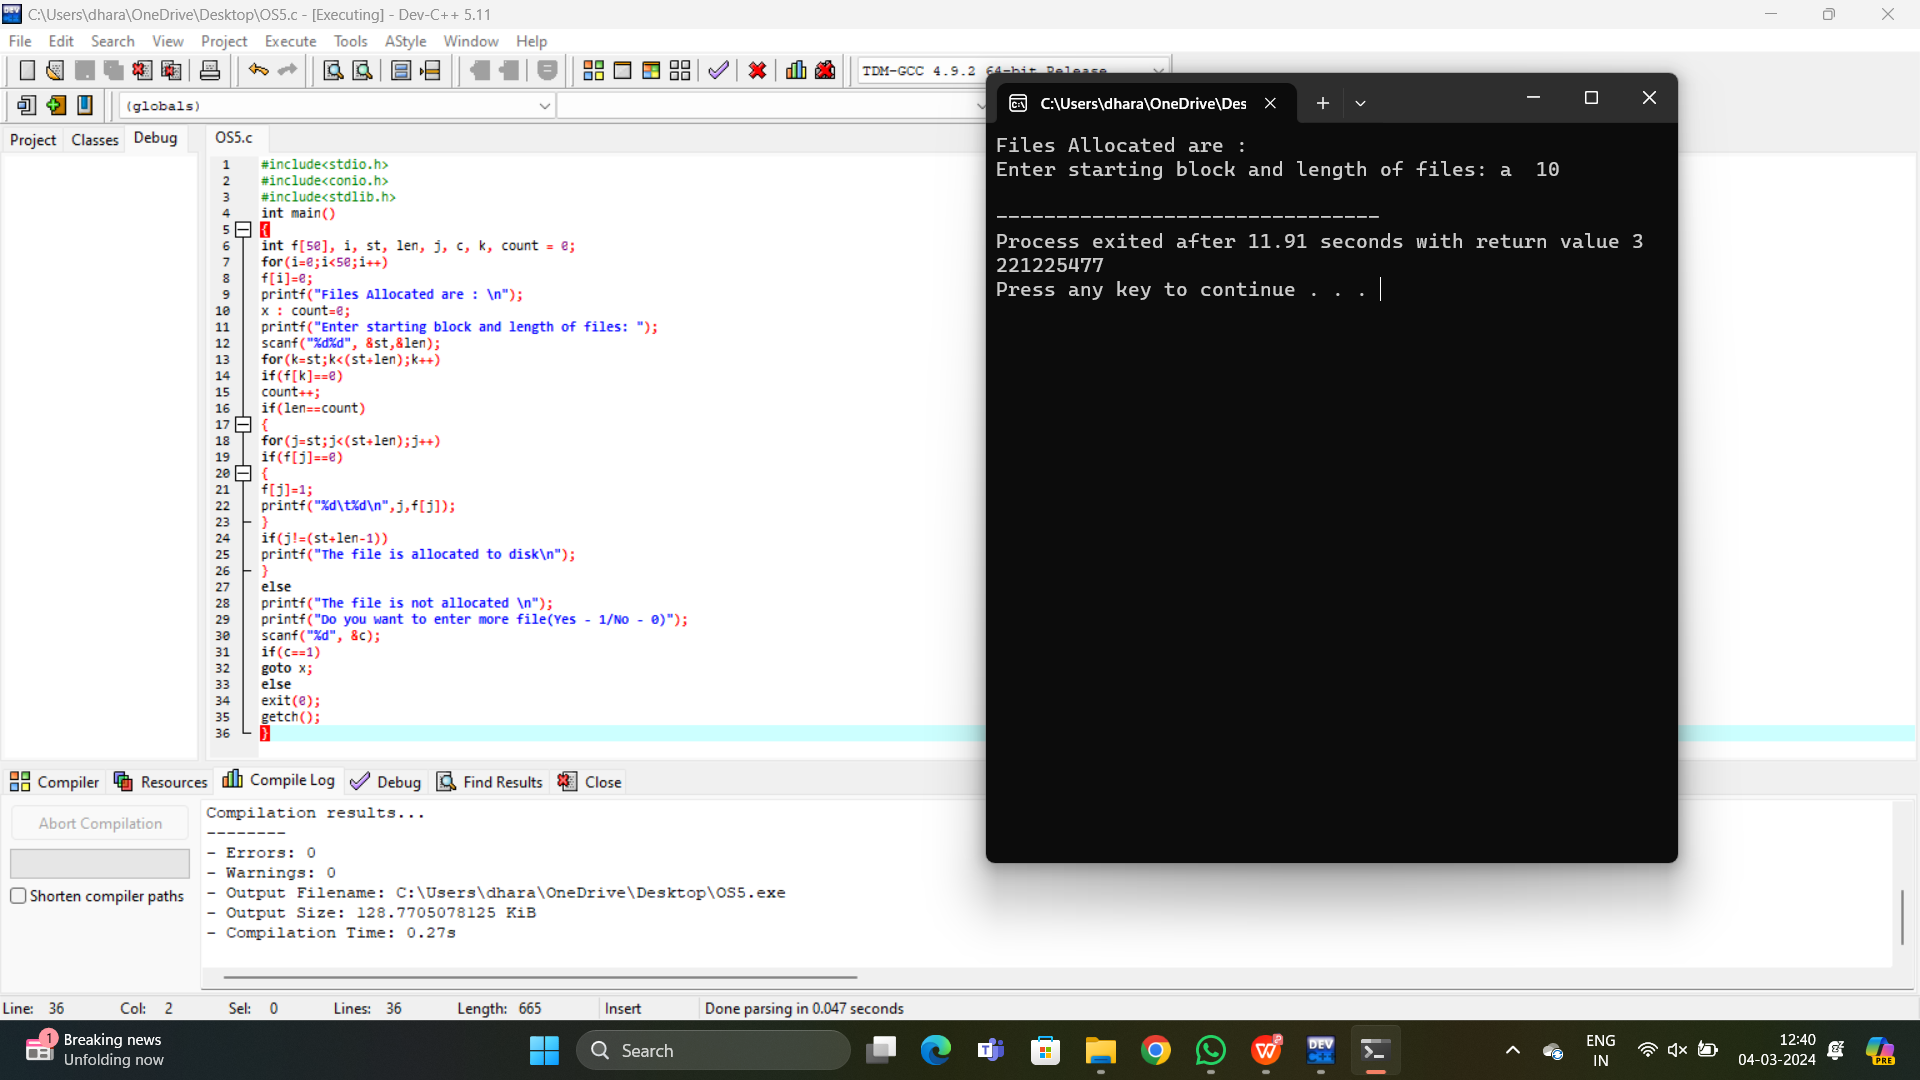 C:\Users\dhara\OneDrive\Desktop\OS5.c - [Executing] - Dev-C++ 5.11
File Edit Search View Project Execute Tools AStyle Window Help
TDM-GCC 4.9.2 64-bit Release
(globals)
Project Classes Debug
OS5.c
1 #include<stdio.h>
2 #include<conio.h>
3 #include<stdlib.h>
4 int main()
5 {
6 int f[50], i, st, len, j, c, k, count = 0;
7 for(i=0;i<50;i++)
8 f[i]=0;
9 printf("Files Allocated are : \n");
10 x : count=0;
11 printf("Enter starting block and length of files: ");
12 scanf("%d%d", &st,&len);
13 for(k=st;k<(st+len);k++)
14 if(f[k]==0)
15 count++;
16 if(len==count)
17 {
18 for(j=st;j<(st+len);j++)
19 if(f[j]==0)
20 {
21 f[j]=1;
22 printf("%d\t%d\n",j,f[j]);
23 }
24 if(j!=(st+len-1))
25 printf("The file is allocated to disk\n");
26 }
27 else
28 printf("The file is not allocated \n");
29 printf("Do you want to enter more file(Yes - 1/No - 0)");
30 scanf("%d", &c);
31 if(c==1)
32 goto x;
33 else
34 exit(0);
35 getch();
36 }
C:\Users\dhara\OneDrive\Des
Files Allocated are :
Enter starting block and length of files: a  10
--------------------------------
Process exited after 11.91 seconds with return value 3
221225477
Press any key to continue . . .
Compiler Resources Compile Log Debug Find Results Close
Abort Compilation
Shorten compiler paths
Compilation results...
--------
- Errors: 0
- Warnings: 0
- Output Filename: C:\Users\dhara\OneDrive\Desktop\OS5.exe
- Output Size: 128.7705078125 KiB
- Compilation Time: 0.27s
Line: 36 Col: 2 Sel: 0 Lines: 36 Length: 665 Insert Done parsing in 0.047 seconds
1
Breaking news
Unfolding now
Search
DEV
ENG
IN
12:40
04-03-2024
PRE